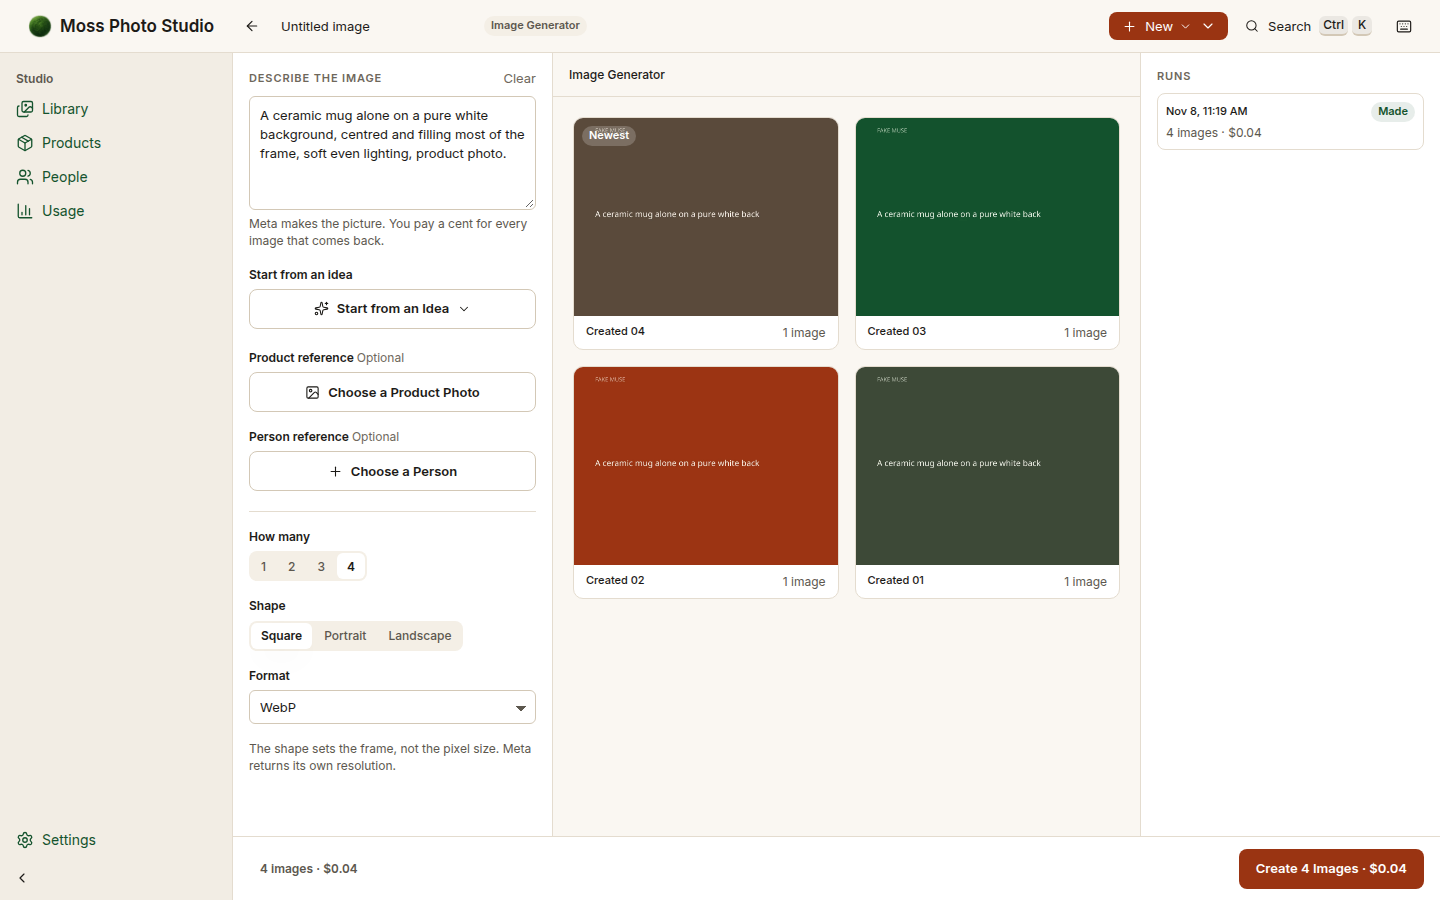 Moss Photo Studio
Untitled image
Image Generator
New
Search
Ctrl
K
Studio
Library
Products
People
Usage
Settings
DESCRIBE THE IMAGE
Clear
A ceramic mug alone on a pure white
background, centred and filling most of the
frame, soft even lighting, product photo.
Meta makes the picture. You pay a cent for every
image that comes back.
Start from an idea
Start from an Idea
Product reference Optional
Choose a Product Photo
Person reference Optional
Choose a Person
How many
1 2 3 4
Shape
Square Portrait Landscape
Format
WebP
The shape sets the frame, not the pixel size. Meta
returns its own resolution.
Image Generator
FAKE MUSE
Newest
A ceramic mug alone on a pure white back
Created 04
1 image
FAKE MUSE
A ceramic mug alone on a pure white back
Created 03
1 image
FAKE MUSE
A ceramic mug alone on a pure white back
Created 02
1 image
FAKE MUSE
A ceramic mug alone on a pure white back
Created 01
1 image
RUNS
Nov 8, 11:19 AM
Made
4 images · $0.04
4 images · $0.04
Create 4 Images · $0.04